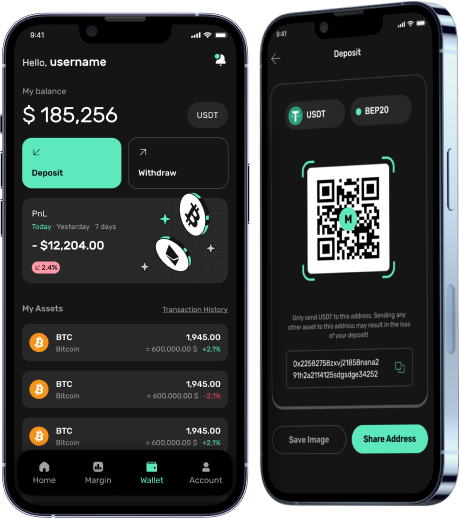 9:41
Hello, username
My balance
$ 185,256
USDT
Deposit
Withdraw
PnL
Today Yesterday 7 days
- $12,204.00
2.4%
My Assets
Transaction History
BTC
1,945.00
Bitcoin
≈ 600,000.00 $ +2,1%
BTC
1,945.00
Bitcoin
≈ 600,000.00 $ -2,1%
BTC
1,945.00
Bitcoin
≈ 600,000.00 $ +2,1%
Home
Margin
Wallet
Account
9:41
Deposit
USDT
BEP20
M
Only send USDT to this address. Sending any
other asset to this address may result in the loss
of your deposit!
0x22582758zxvj21858nana2
91h2a2114125sdgsdge34252
Save Image
Share Address